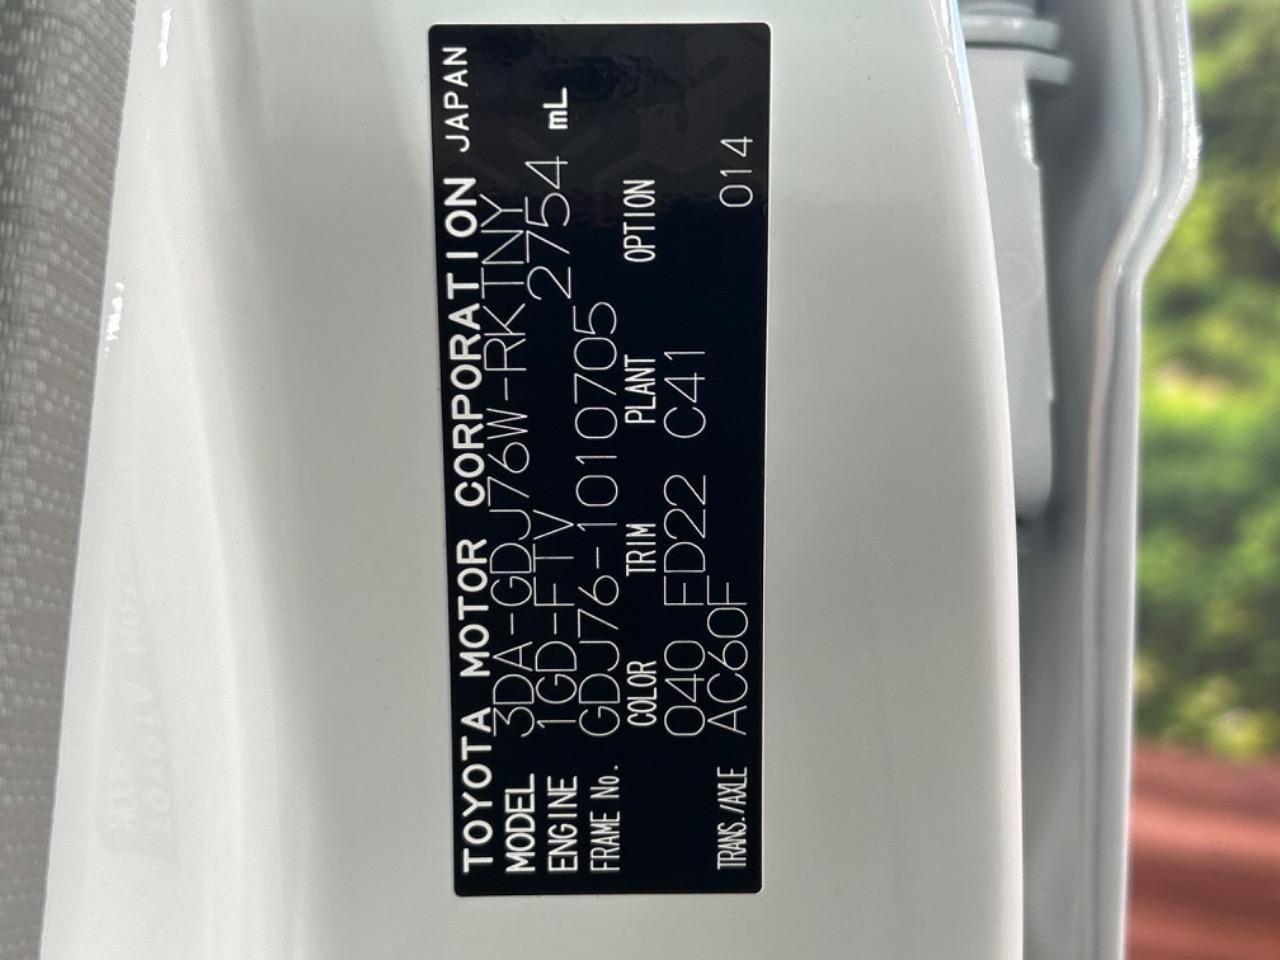 TOYOTA MOTOR CORPORATION JAPAN
MODEL 3DA-GDJ76W-RKTNY
ENGINE 1GD-FTV 2754 mL
FRAME No. GDJ76-1010705
COLOR TRIM PLANT OPTION
040 FD22 C41
TRANS./AXLE AC60F 014